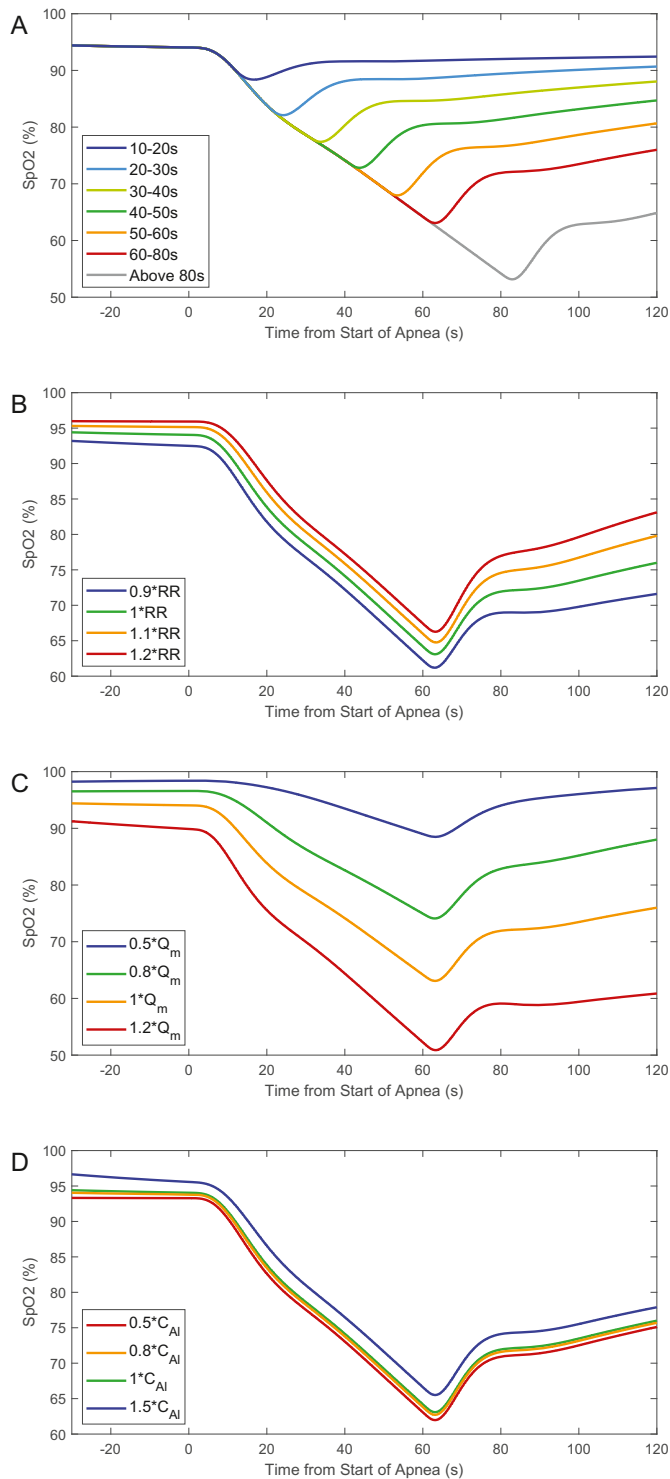 A
100
90
80
70
60
50
SpO2 (%)
10-20s
20-30s
30-40s
40-50s
50-60s
60-80s
Above 80s
-20 0 20 40 60 80 100 120
Time from Start of Apnea (s)
B
100
95
90
85
80
75
70
65
60
SpO2 (%)
0.9*RR
1*RR
1.1*RR
1.2*RR
-20 0 20 40 60 80 100 120
Time from Start of Apnea (s)
C
100
90
80
70
60
50
SpO2 (%)
0.5*Q_m
0.8*Q_m
1*Q_m
1.2*Q_m
-20 0 20 40 60 80 100 120
Time from Start of Apnea (s)
D
100
95
90
85
80
75
70
65
60
SpO2 (%)
0.5*C_Al
0.8*C_Al
1*C_Al
1.5*C_Al
-20 0 20 40 60 80 100 120
Time from Start of Apnea (s)